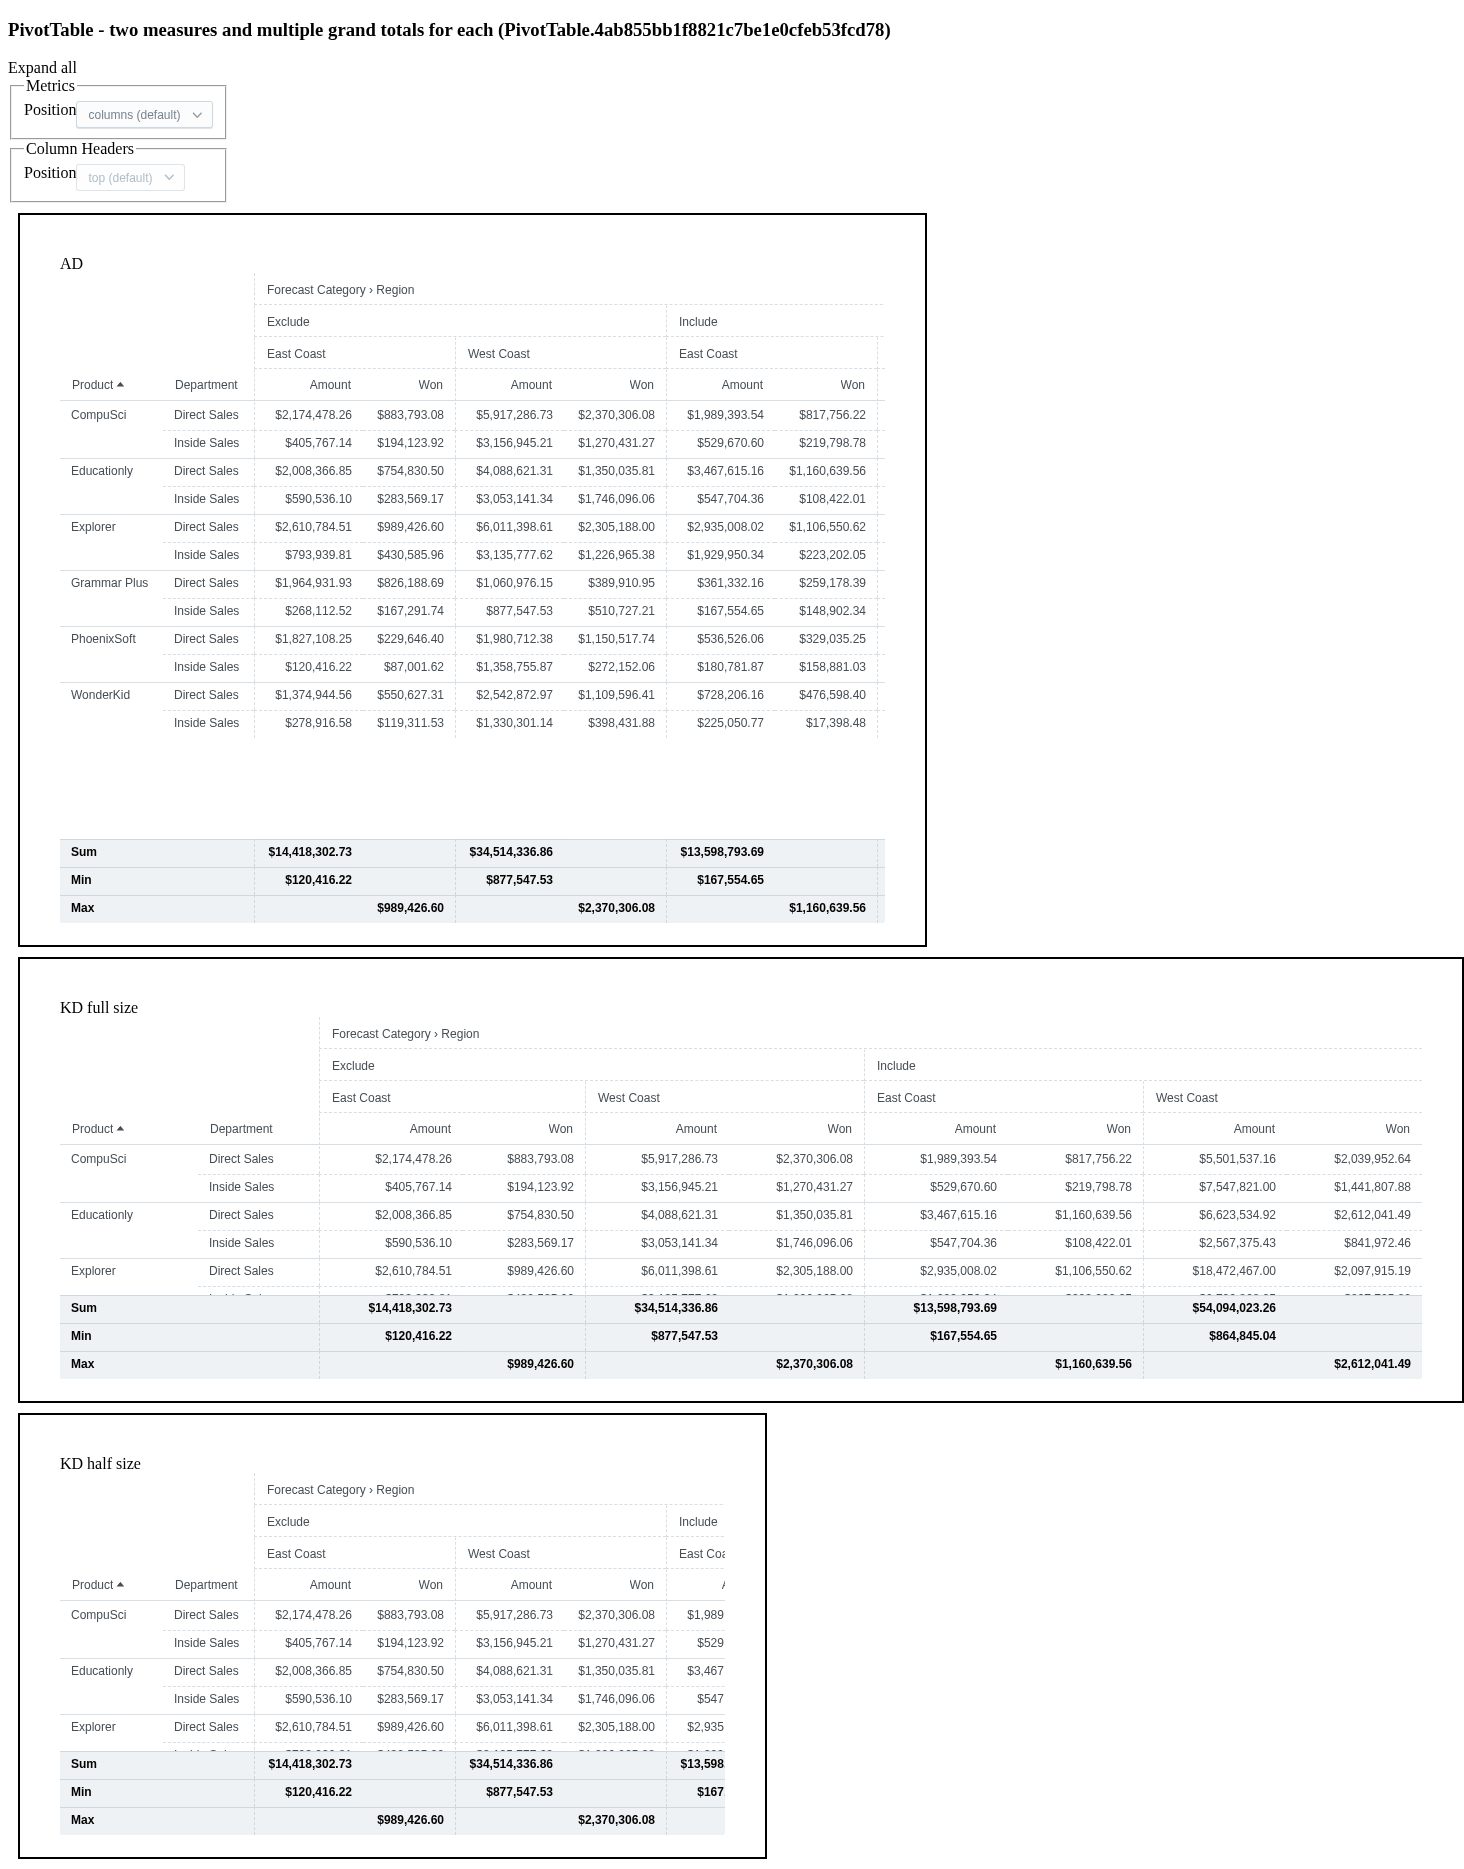 PivotTable - two measures and multiple grand totals for each (PivotTable.4ab855bb1f8821c7be1e0cfeb53fcd78)
Expand all
Metrics
Position columns (default)
Column Headers
Position top (default)
AD
Forecast Category › Region
Exclude Include
East Coast West Coast East Coast
Product Department Amount Won Amount Won Amount Won
CompuSci Direct Sales $2,174,478.26 $883,793.08 $5,917,286.73 $2,370,306.08 $1,989,393.54 $817,756.22
Inside Sales $405,767.14 $194,123.92 $3,156,945.21 $1,270,431.27 $529,670.60 $219,798.78
Educationly Direct Sales $2,008,366.85 $754,830.50 $4,088,621.31 $1,350,035.81 $3,467,615.16 $1,160,639.56
Inside Sales $590,536.10 $283,569.17 $3,053,141.34 $1,746,096.06 $547,704.36 $108,422.01
Explorer Direct Sales $2,610,784.51 $989,426.60 $6,011,398.61 $2,305,188.00 $2,935,008.02 $1,106,550.62
Inside Sales $793,939.81 $430,585.96 $3,135,777.62 $1,226,965.38 $1,929,950.34 $223,202.05
Grammar Plus Direct Sales $1,964,931.93 $826,188.69 $1,060,976.15 $389,910.95 $361,332.16 $259,178.39
Inside Sales $268,112.52 $167,291.74 $877,547.53 $510,727.21 $167,554.65 $148,902.34
PhoenixSoft Direct Sales $1,827,108.25 $229,646.40 $1,980,712.38 $1,150,517.74 $536,526.06 $329,035.25
Inside Sales $120,416.22 $87,001.62 $1,358,755.87 $272,152.06 $180,781.87 $158,881.03
WonderKid Direct Sales $1,374,944.56 $550,627.31 $2,542,872.97 $1,109,596.41 $728,206.16 $476,598.40
Inside Sales $278,916.58 $119,311.53 $1,330,301.14 $398,431.88 $225,050.77 $17,398.48
Sum $14,418,302.73 $34,514,336.86 $13,598,793.69
Min $120,416.22 $877,547.53 $167,554.65
Max $989,426.60 $2,370,306.08 $1,160,639.56
KD full size
Forecast Category › Region
Exclude Include
East Coast West Coast East Coast West Coast
Product Department Amount Won Amount Won Amount Won Amount Won
CompuSci Direct Sales $2,174,478.26 $883,793.08 $5,917,286.73 $2,370,306.08 $1,989,393.54 $817,756.22 $5,501,537.16 $2,039,952.64
Inside Sales $405,767.14 $194,123.92 $3,156,945.21 $1,270,431.27 $529,670.60 $219,798.78 $7,547,821.00 $1,441,807.88
Educationly Direct Sales $2,008,366.85 $754,830.50 $4,088,621.31 $1,350,035.81 $3,467,615.16 $1,160,639.56 $6,623,534.92 $2,612,041.49
Inside Sales $590,536.10 $283,569.17 $3,053,141.34 $1,746,096.06 $547,704.36 $108,422.01 $2,567,375.43 $841,972.46
Explorer Direct Sales $2,610,784.51 $989,426.60 $6,011,398.61 $2,305,188.00 $2,935,008.02 $1,106,550.62 $18,472,467.00 $2,097,915.19
Sum $14,418,302.73 $34,514,336.86 $13,598,793.69 $54,094,023.26
Min $120,416.22 $877,547.53 $167,554.65 $864,845.04
Max $989,426.60 $2,370,306.08 $1,160,639.56 $2,612,041.49
KD half size
Forecast Category › Region
Exclude Include
East Coast West Coast East Coa
Product Department Amount Won Amount Won
CompuSci Direct Sales $2,174,478.26 $883,793.08 $5,917,286.73 $2,370,306.08 $1,989
Inside Sales $405,767.14 $194,123.92 $3,156,945.21 $1,270,431.27 $529
Educationly Direct Sales $2,008,366.85 $754,830.50 $4,088,621.31 $1,350,035.81 $3,467
Inside Sales $590,536.10 $283,569.17 $3,053,141.34 $1,746,096.06 $547
Explorer Direct Sales $2,610,784.51 $989,426.60 $6,011,398.61 $2,305,188.00 $2,935
Sum $14,418,302.73 $34,514,336.86 $13,598
Min $120,416.22 $877,547.53 $167
Max $989,426.60 $2,370,306.08